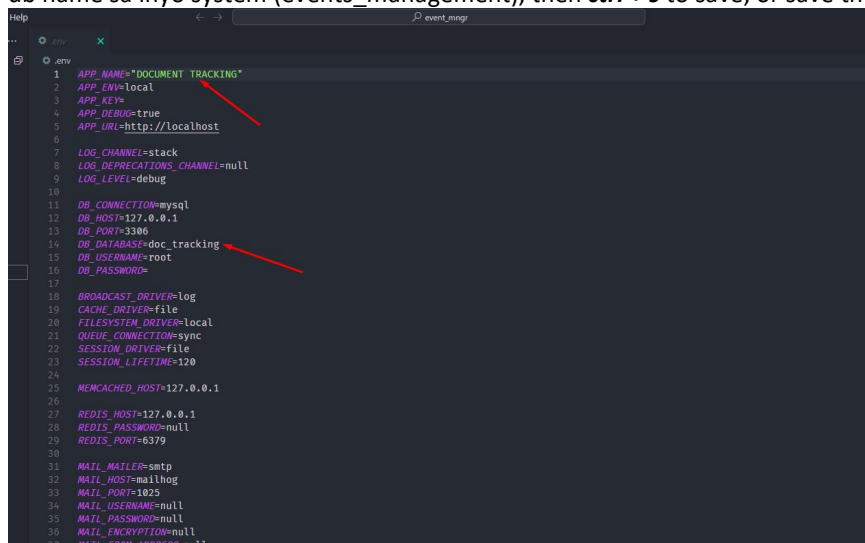 db name sa inyo system (events_management), then ctrl + s to save, or save th
Help
event_mngr
.env
.env
1 APP_NAME="DOCUMENT TRACKING"
2 APP_ENV=local
3 APP_KEY=
4 APP_DEBUG=true
5 APP_URL=http://localhost
6
7 LOG_CHANNEL=stack
8 LOG_DEPRECATIONS_CHANNEL=null
9 LOG_LEVEL=debug
10
11 DB_CONNECTION=mysql
12 DB_HOST=127.0.0.1
13 DB_PORT=3306
14 DB_DATABASE=doc_tracking
15 DB_USERNAME=root
16 DB_PASSWORD=
17
18 BROADCAST_DRIVER=log
19 CACHE_DRIVER=file
20 FILESYSTEM_DRIVER=local
21 QUEUE_CONNECTION=sync
22 SESSION_DRIVER=file
23 SESSION_LIFETIME=120
24
25 MEMCACHED_HOST=127.0.0.1
26
27 REDIS_HOST=127.0.0.1
28 REDIS_PASSWORD=null
29 REDIS_PORT=6379
30
31 MAIL_MAILER=smtp
32 MAIL_HOST=mailhog
33 MAIL_PORT=1025
34 MAIL_USERNAME=null
35 MAIL_PASSWORD=null
36 MAIL_ENCRYPTION=null